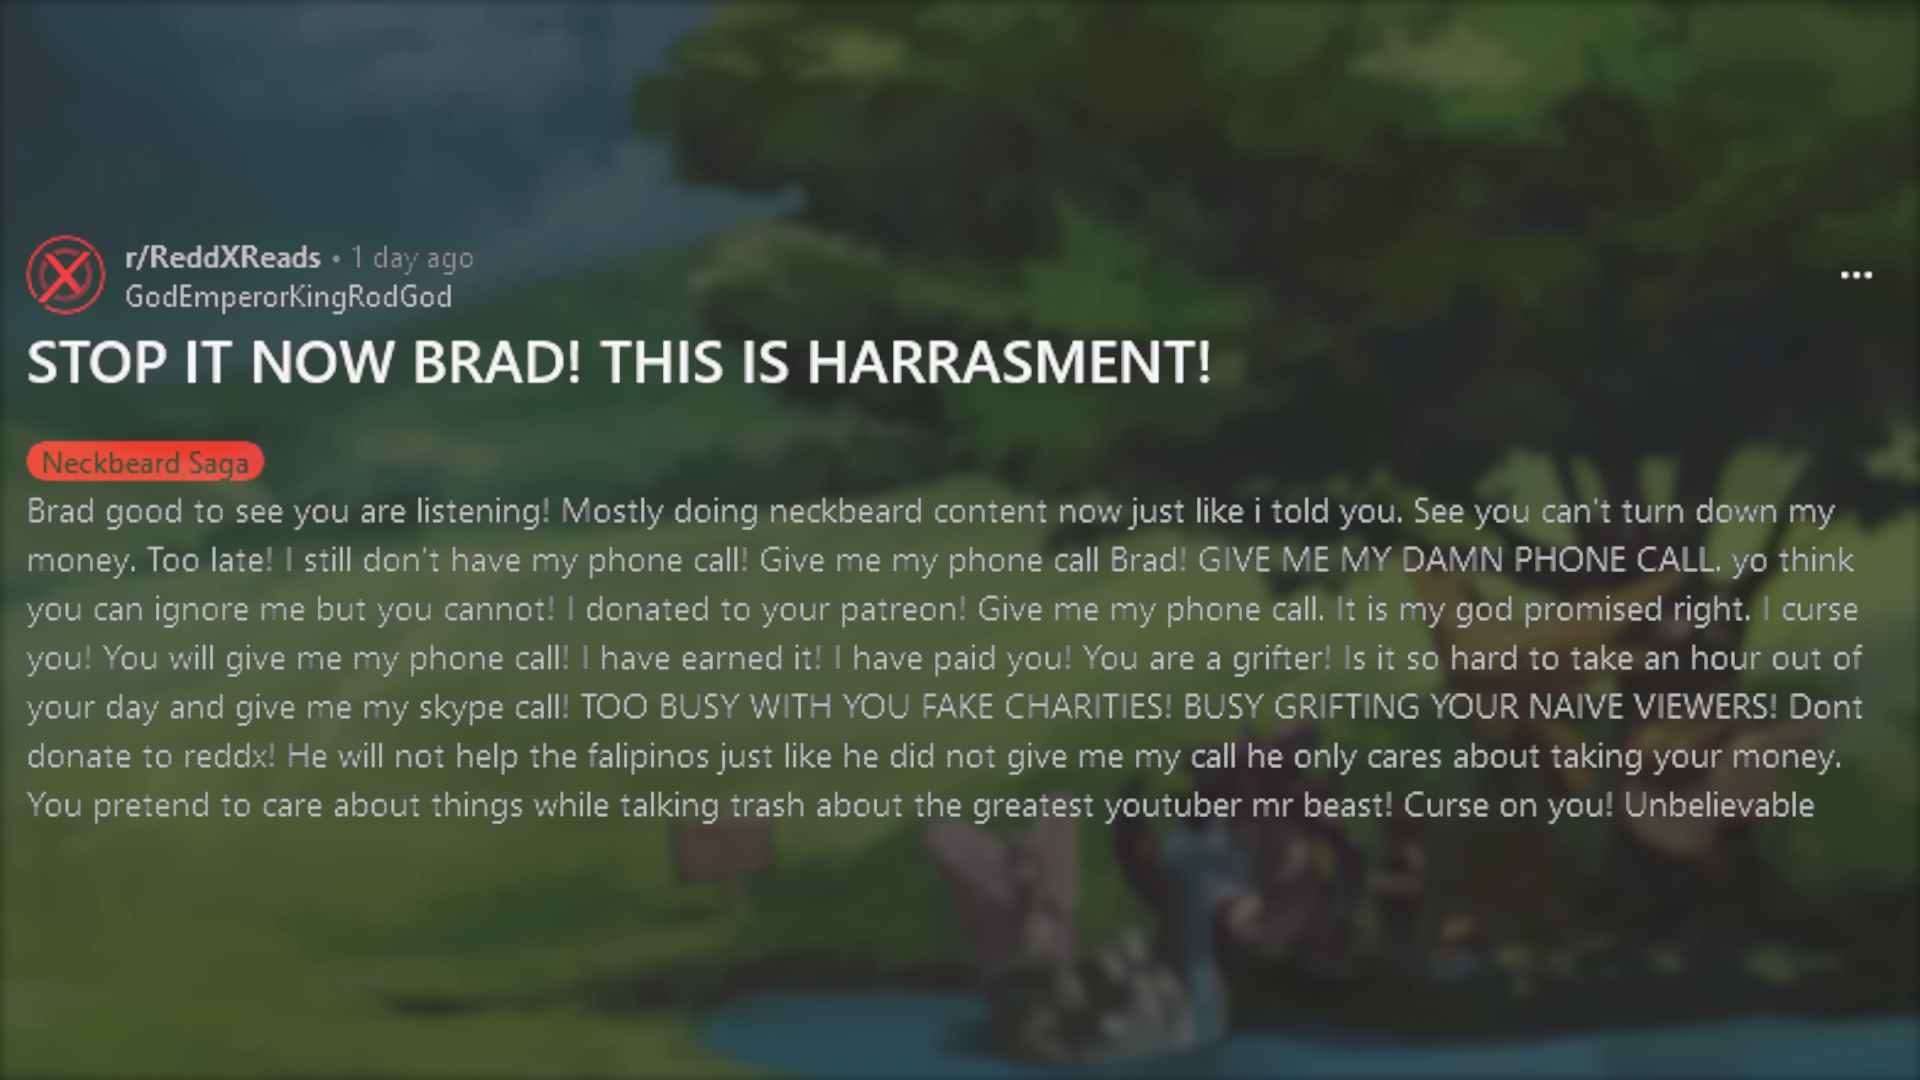 r/ReddXReads • 1 day ago
GodEmperorKingRodGod
STOP IT NOW BRAD! THIS IS HARRASMENT!
Neckbeard Saga
Brad good to see you are listening! Mostly doing neckbeard content now just like i told you. See you can't turn down my
money. Too late! I still don't have my phone call! Give me my phone call Brad! GIVE ME MY DAMN PHONE CALL. yo think
you can ignore me but you cannot! I donated to your patreon! Give me my phone call. It is my god promised right. I curse
you! You will give me my phone call! I have earned it! I have paid you! You are a grifter! Is it so hard to take an hour out of
your day and give me my skype call! TOO BUSY WITH YOU FAKE CHARITIES! BUSY GRIFTING YOUR NAIVE VIEWERS! Dont
donate to reddx! He will not help the falipinos just like he did not give me my call he only cares about taking your money.
You pretend to care about things while talking trash about the greatest youtuber mr beast! Curse on you! Unbelievable